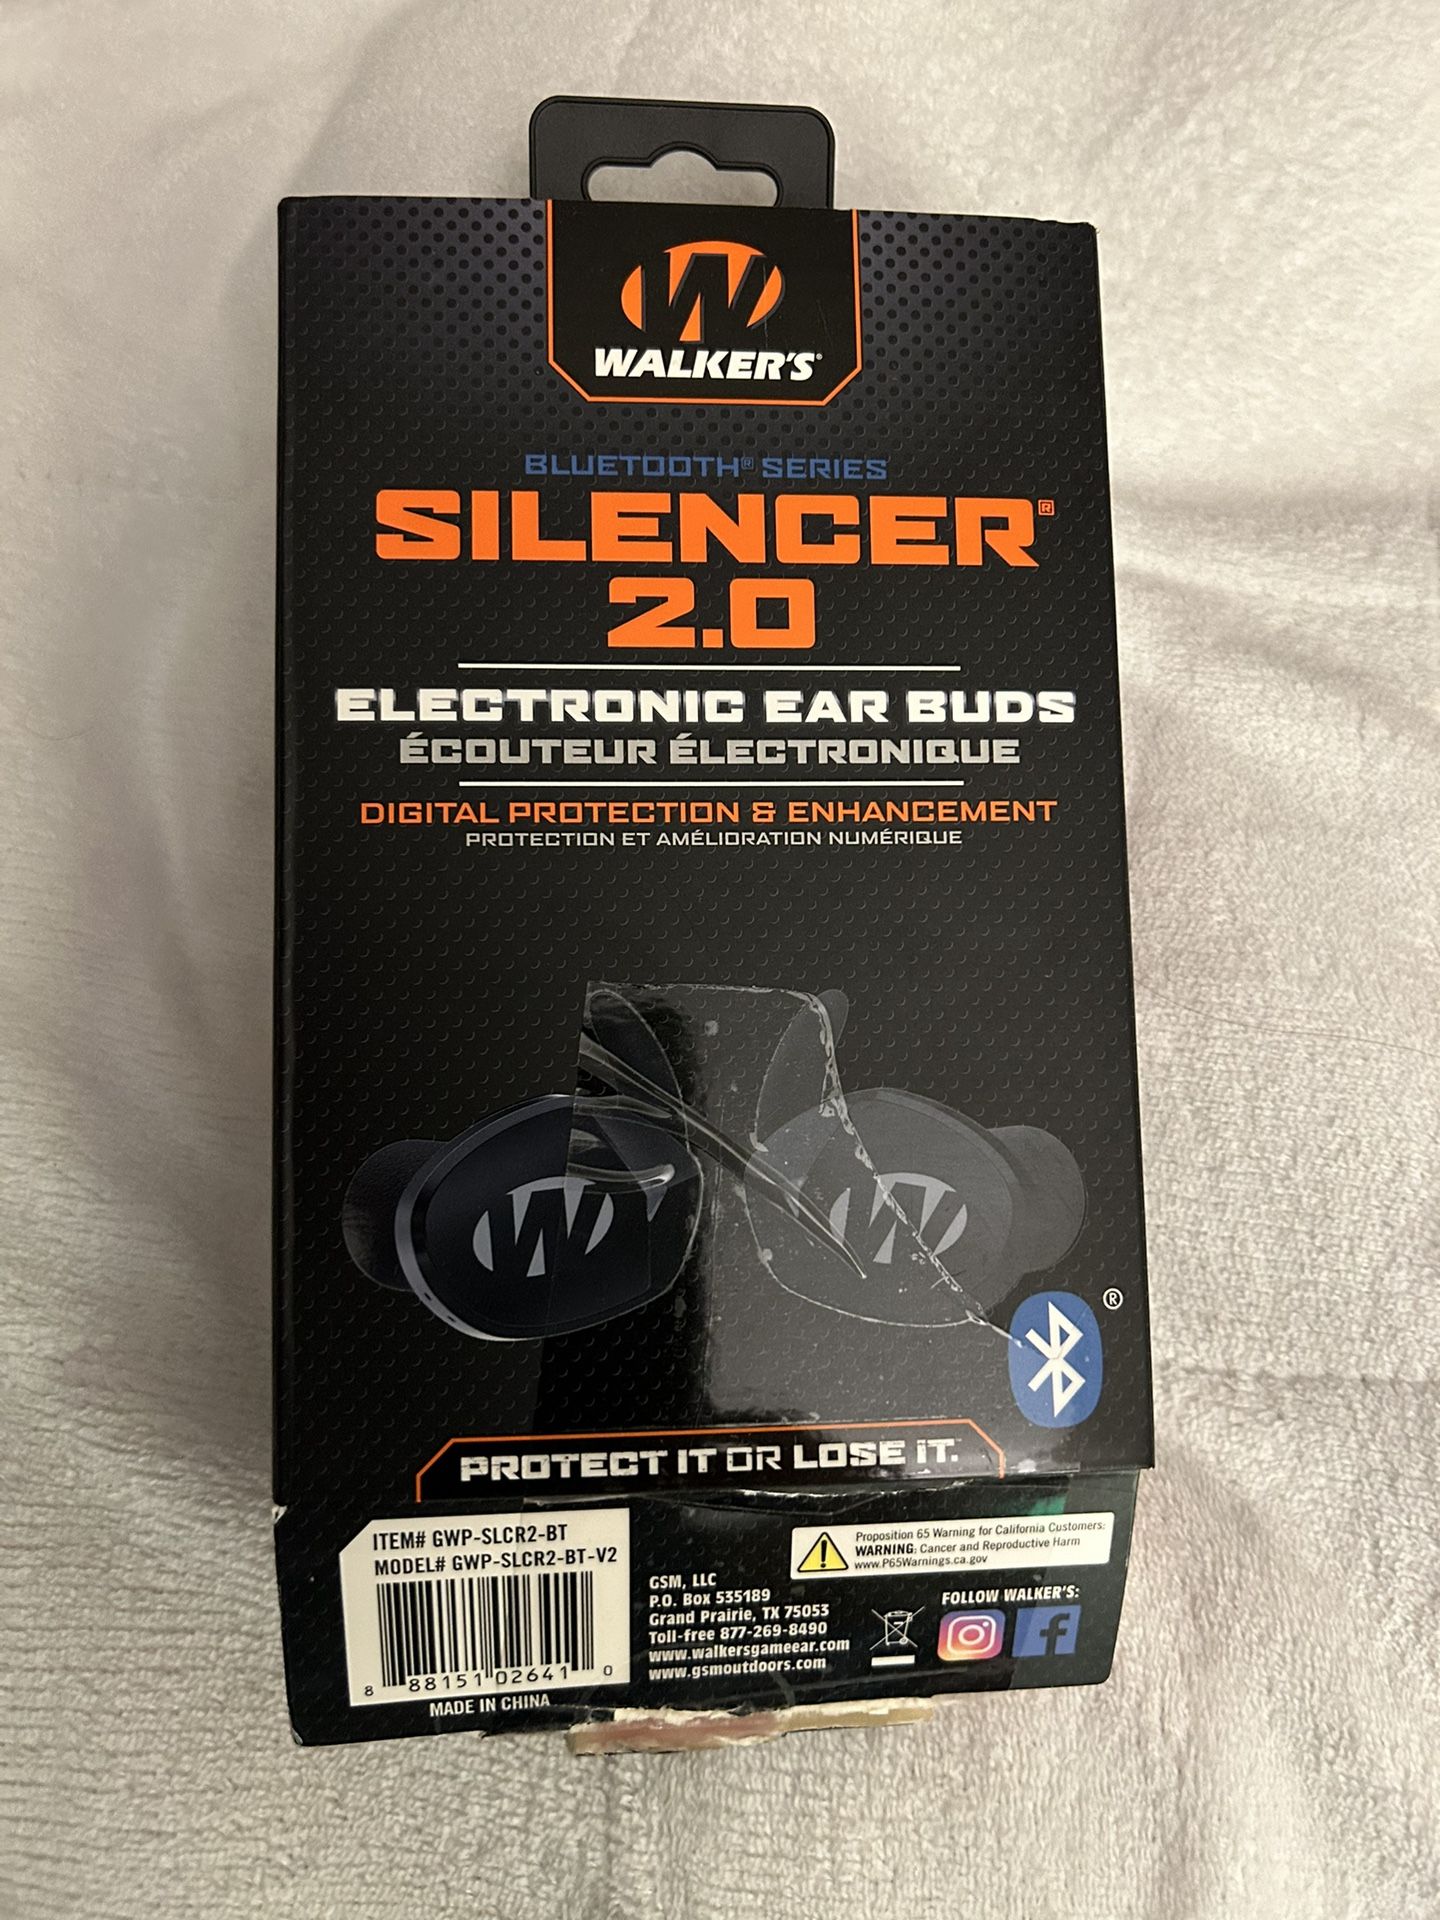 WALKER'S®
BLUETOOTH® SERIES
SILENCER®
2.0
ELECTRONIC EAR BUDS
ÉCOUTEUR ÉLECTRONIQUE
DIGITAL PROTECTION & ENHANCEMENT
PROTECTION ET AMÉLIORATION NUMÉRIQUE
®
PROTECT IT OR LOSE IT.™
ITEM# GWP-SLCR2-BT
MODEL# GWP-SLCR2-BT-V2
8 88151 02641 0
MADE IN CHINA
GSM, LLC
P.O. Box 535189
Grand Prairie, TX 75053
Toll-free 877-269-8490
www.walkersgameear.com
www.gsmoutdoors.com
Proposition 65 Warning for California Customers:
WARNING: Cancer and Reproductive Harm
www.P65Warnings.ca.gov
FOLLOW WALKER'S: